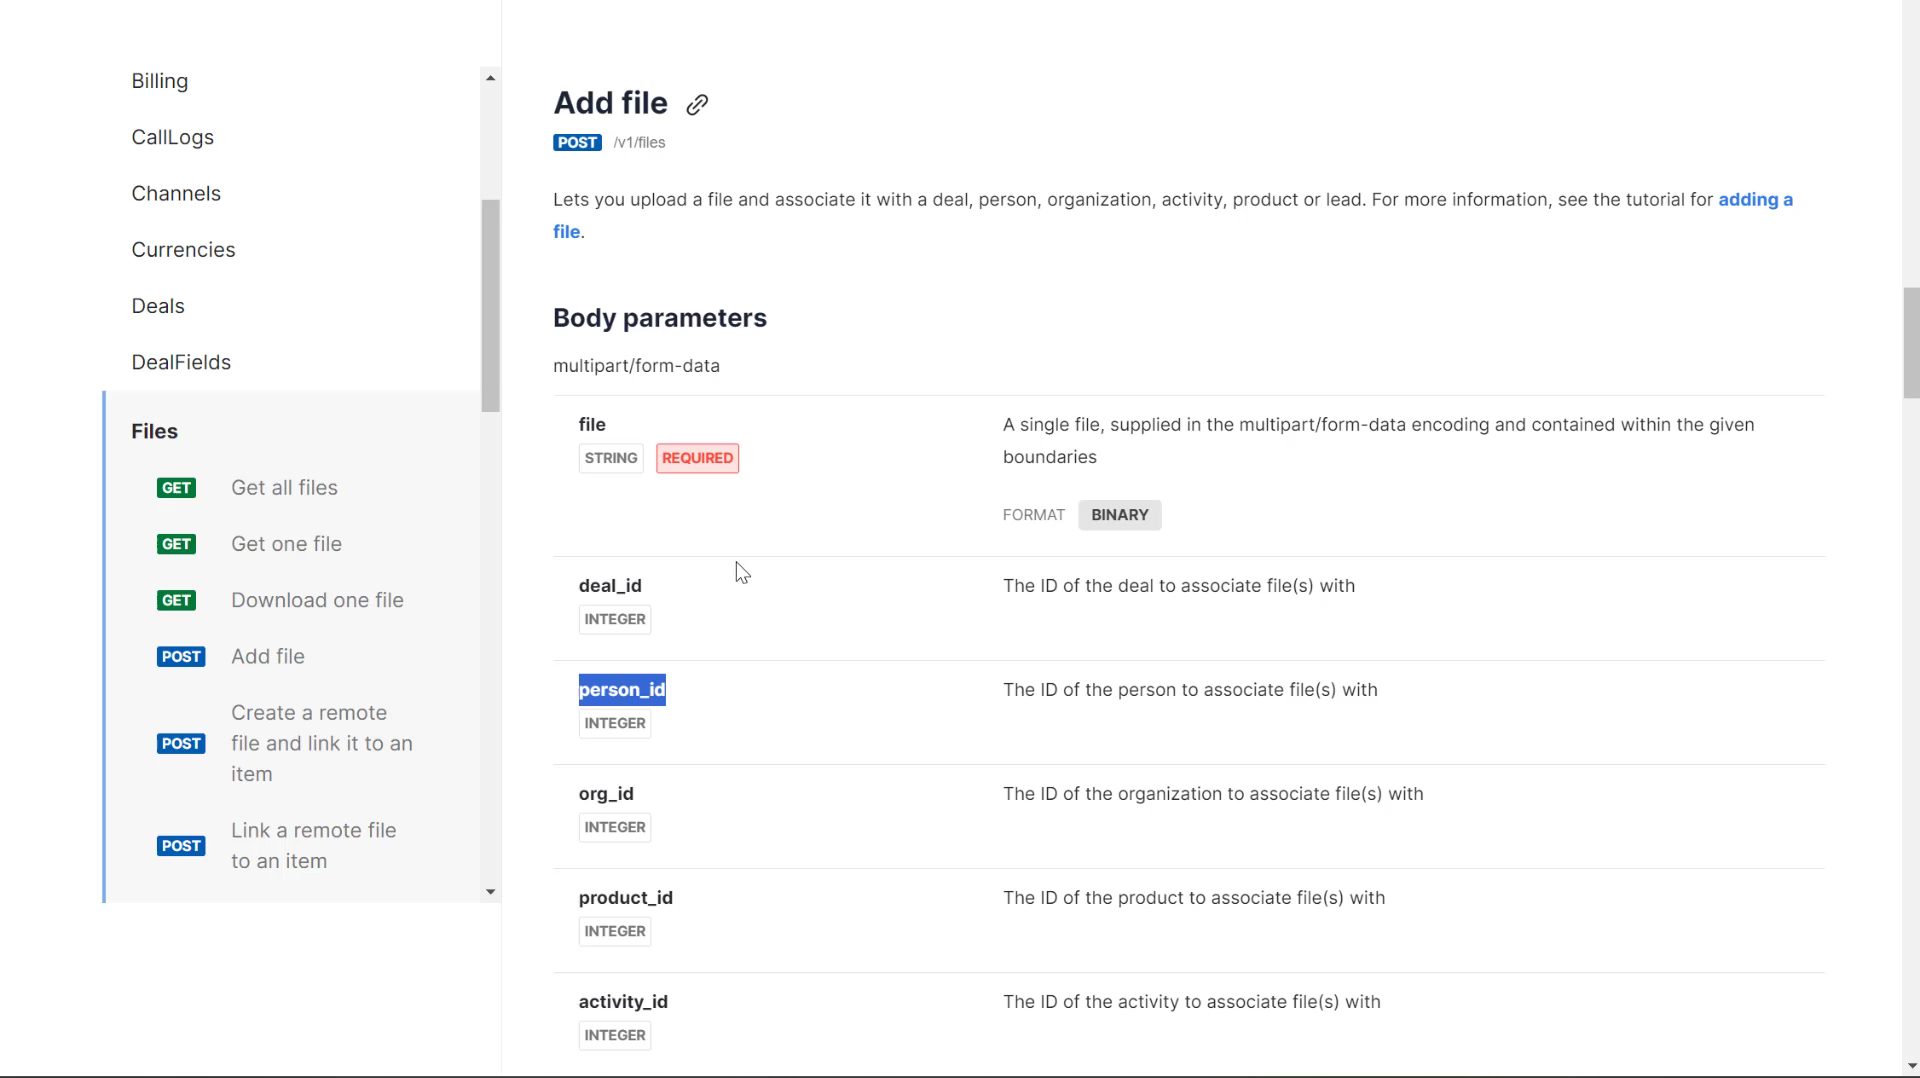 Billing
CallLogs
Channels
Currencies
Deals
DealFields
Files
GET Get all files
GET Get one file
GET Download one file
POST Add file
POST Create a remote
file and link it to an
item
POST Link a remote file
to an item
Add file
POST /v1/files
Lets you upload a file and associate it with a deal, person, organization, activity, product or lead. For more information, see the tutorial for adding a
file.
Body parameters
multipart/form-data
file
STRING REQUIRED
A single file, supplied in the multipart/form-data encoding and contained within the given
boundaries
FORMAT BINARY
deal_id
INTEGER
The ID of the deal to associate file(s) with
person_id
INTEGER
The ID of the person to associate file(s) with
org_id
INTEGER
The ID of the organization to associate file(s) with
product_id
INTEGER
The ID of the product to associate file(s) with
activity_id
INTEGER
The ID of the activity to associate file(s) with